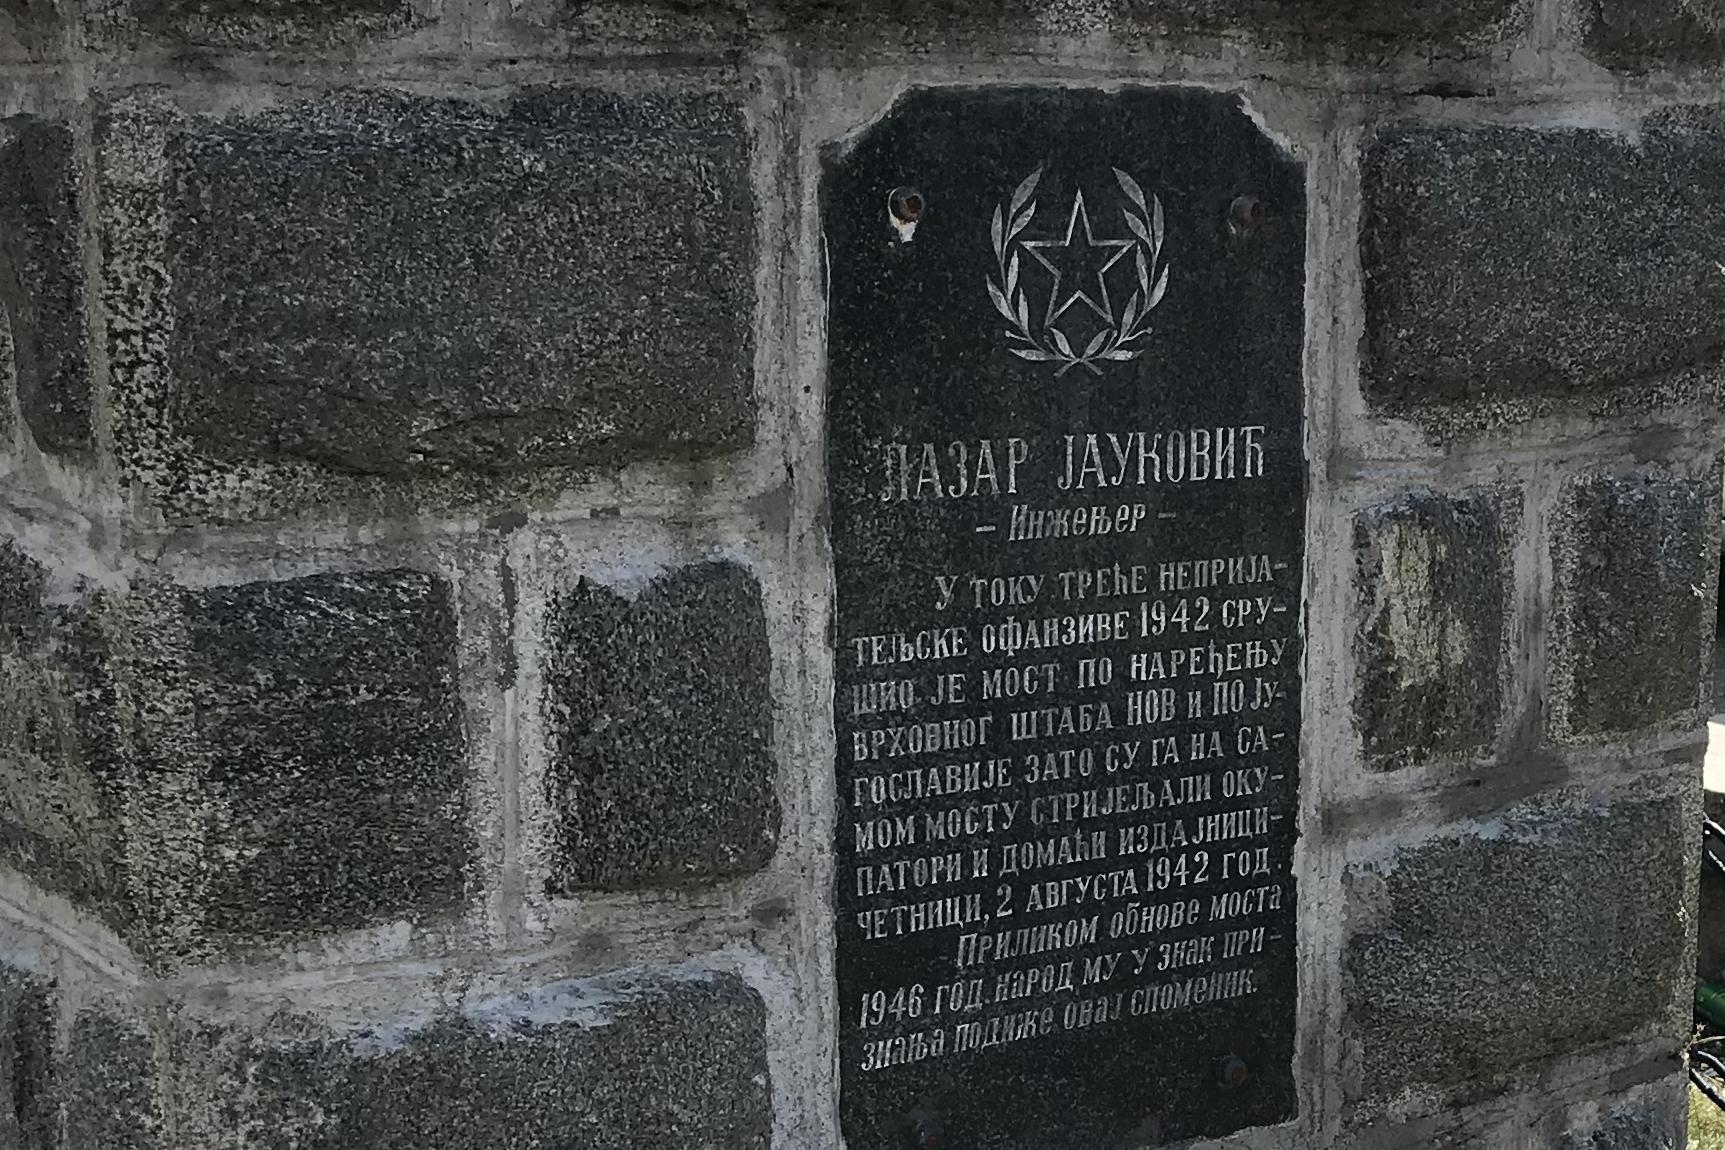 ЛАЗАР ЈАУКОВИЋ
– Инжењер –
У ТОКУ ТРЕЋЕ НЕПРИЈА-
ТЕЉСКЕ ОФАНЗИВЕ 1942 СРУ-
ШИО ЈЕ МОСТ ПО НАРЕЂЕЊУ
ВРХОВНОГ ШТАБА НОВ и ПО ЈУ-
ГОСЛАВИЈЕ ЗАТО СУ ГА НА СА-
МОМ МОСТУ СТРИЈЕЉАЛИ ОКУ-
ПАТОРИ И ДОМАЋИ ИЗДАЈНИЦИ-
ЧЕТНИЦИ, 2 АВГУСТА 1942 ГОД.
Приликом обнове моста
1946 год. народ му у знак при-
знања подиже овај споменик.